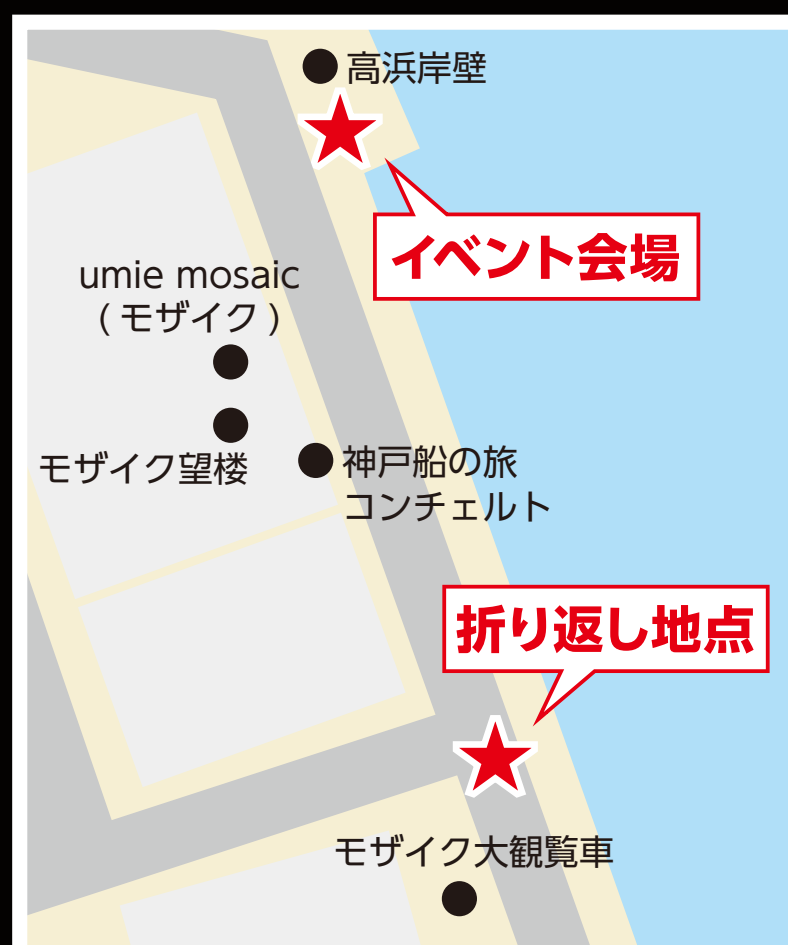 高浜岸壁
イベント会場
umie mosaic
(モザイク)
モザイク望楼
神戸船の旅
コンチェルト
折り返し地点
モザイク大観覧車